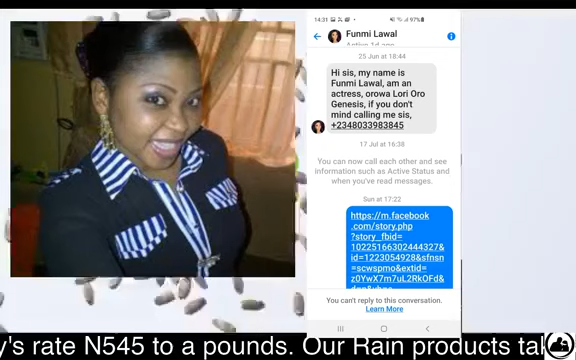 14:31
97%
Funmi Lawal
Active 1d ago
25 Jun at 18:44
Hi sis, my name is
Funmi Lawal, am an
actress, orowa Lori Oro
Genesis, if you don't
mind calling me sis,
+2348033983845
17 Jul at 16:38
You can now call each other and see
information such as Active Status and
when you've read messages.
Sun at 17:22
https://m.facebook
.com/story.php
?story_fbid=
10225166302444327&
id=1223054928&sfnsn
=scwspmo&extid=
z0YwX7m7uL2RkOFd&
You can't reply to this conversation.
Learn More
y's rate N545 to a pounds. Our Rain products tak